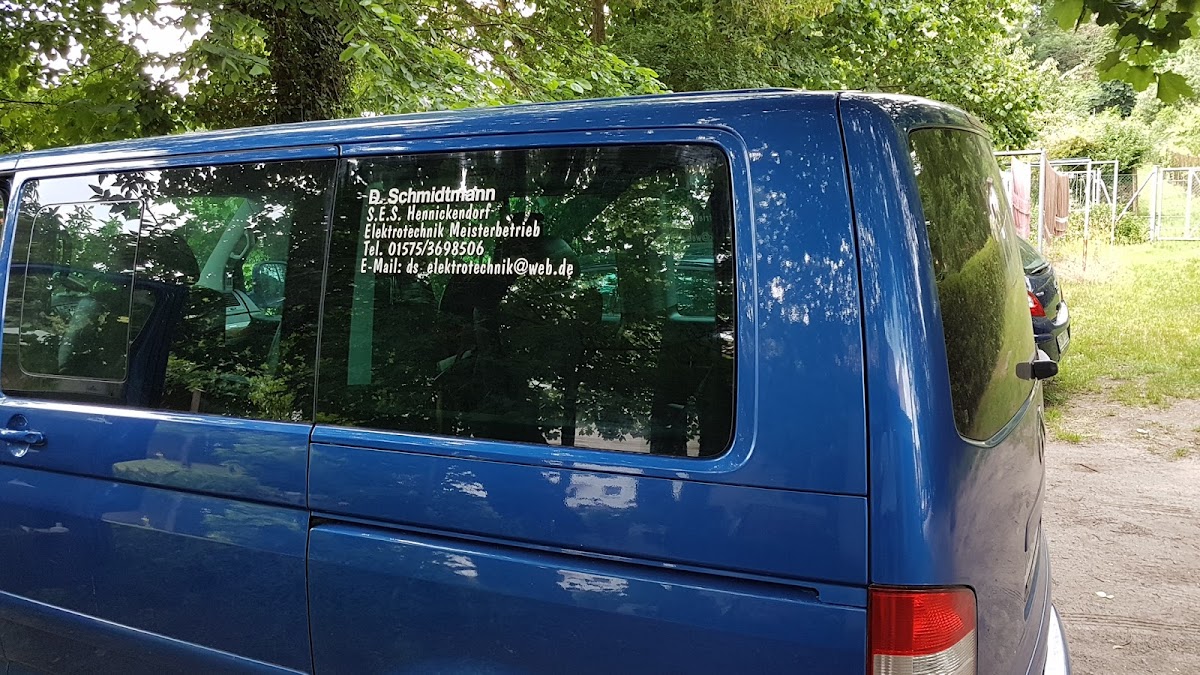 D. Schmidtmann
S.E.S. Hennickendorf
Elektrotechnik Meisterbetrieb
Tel. 01575/3698506
E-Mail: ds_elektrotechnik@web.de